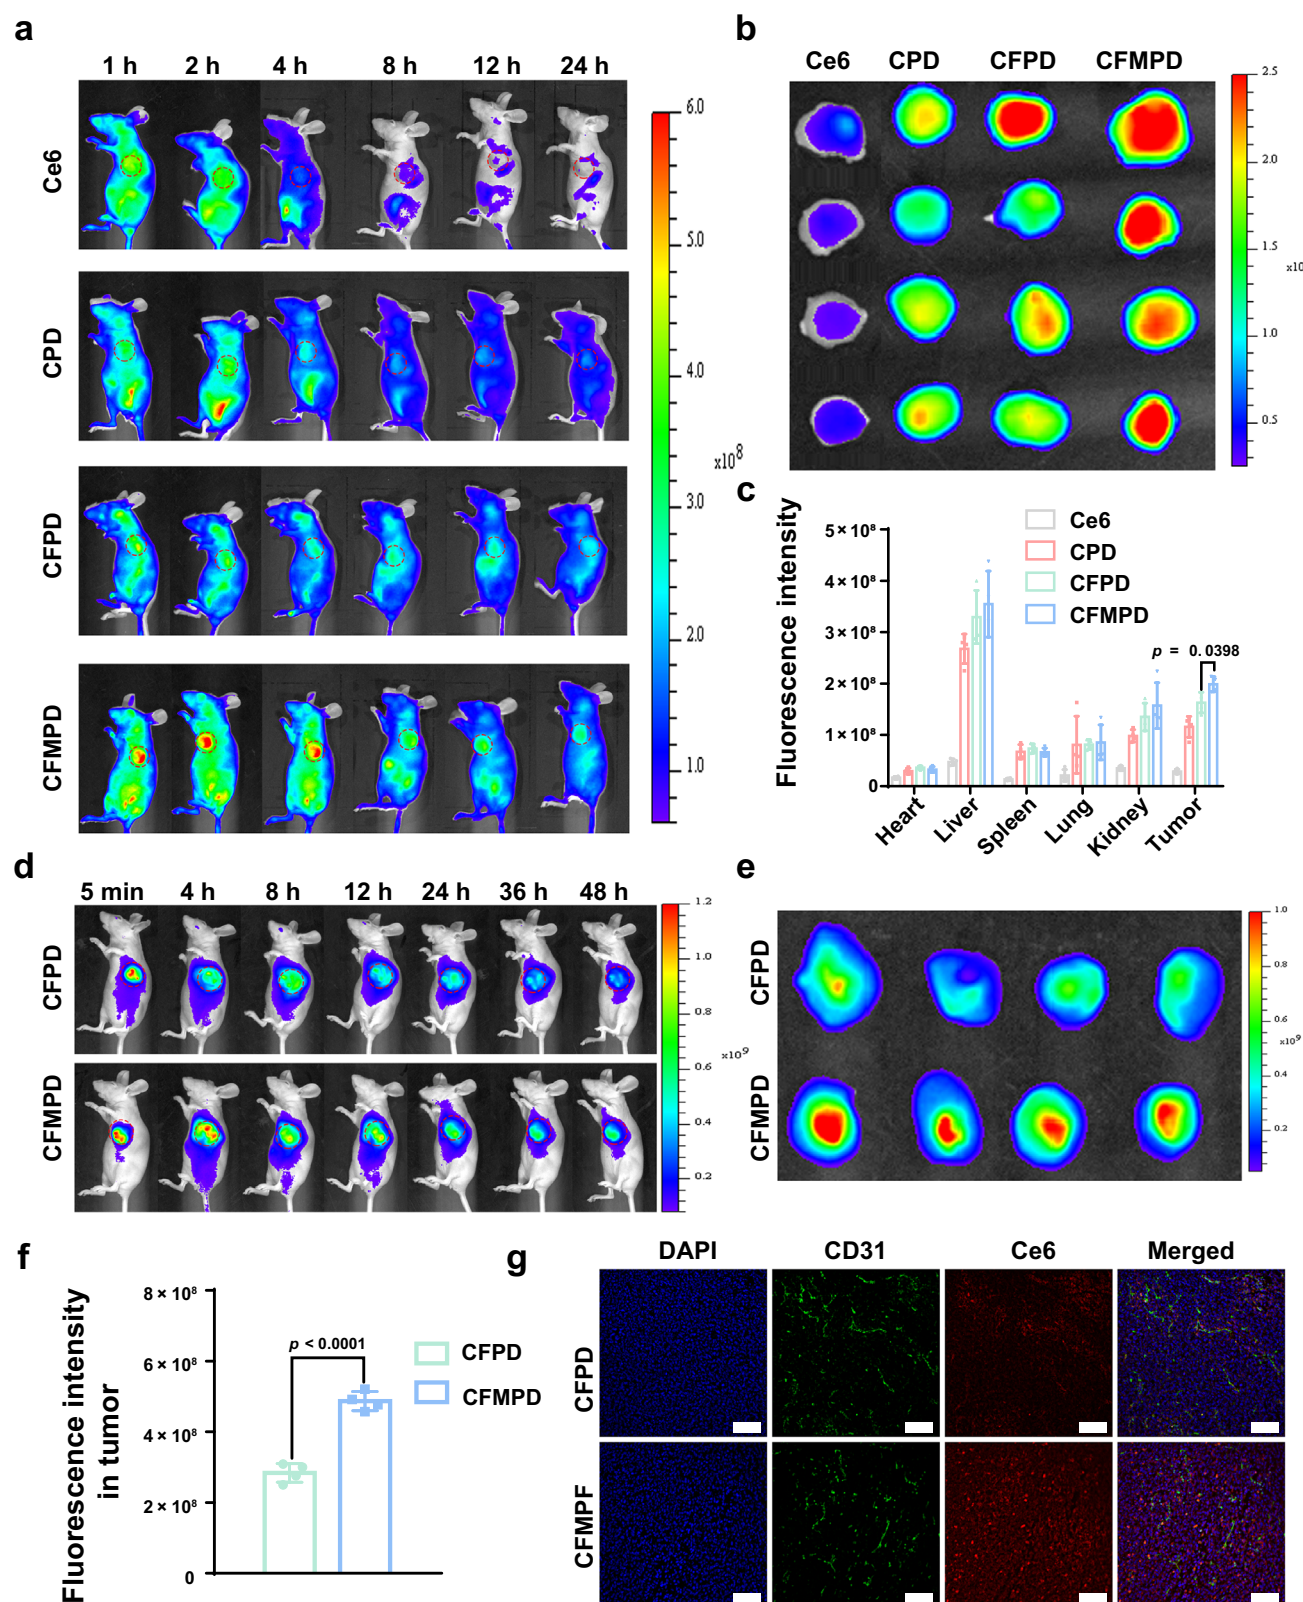 a
1 h 2 h 4 h 8 h 12 h 24 h
Ce6
CPD
CFPD
CFMPD
6.0
5.0
4.0
x10⁸
3.0
2.0
1.0
b
Ce6 CPD CFPD CFMPD
2.5
2.0
1.5
x10
1.0
0.5
c
Fluorescence intensity
5 × 10⁸
4 × 10⁸
3 × 10⁸
2 × 10⁸
1 × 10⁸
0
Ce6
CPD
CFPD
CFMPD
p = 0.0398
Heart Liver Spleen Lung Kidney Tumor
d
5 min 4 h 8 h 12 h 24 h 36 h 48 h
CFPD
CFMPD
1.2
1.0
0.8
x10⁹
0.6
0.4
0.2
e
CFPD
CFMPD
1.0
0.8
x10⁹
0.6
0.4
0.2
f
Fluorescence intensity
in tumor
8 × 10⁸
6 × 10⁸
4 × 10⁸
2 × 10⁸
0
p < 0.0001
CFPD
CFMPD
g
DAPI CD31 Ce6 Merged
CFPD
CFMPF